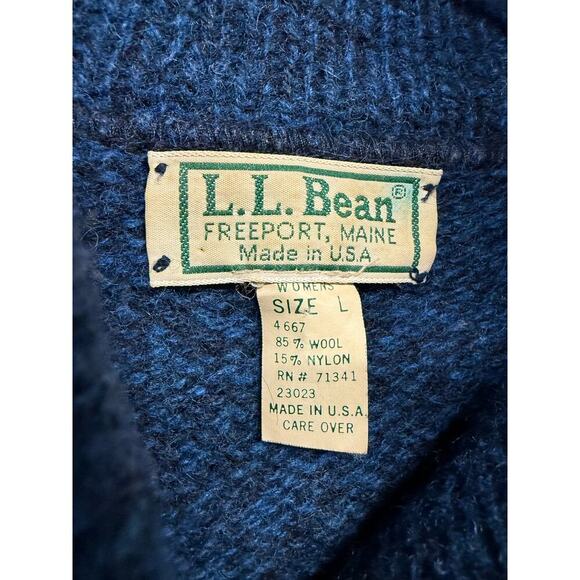 L.L. Bean®
FREEPORT, MAINE
Made in U.S.A
WOMENS
SIZE L
4667
85% WOOL
15% NYLON
RN# 71341
23023
MADE IN U.S.A.
CARE OVER